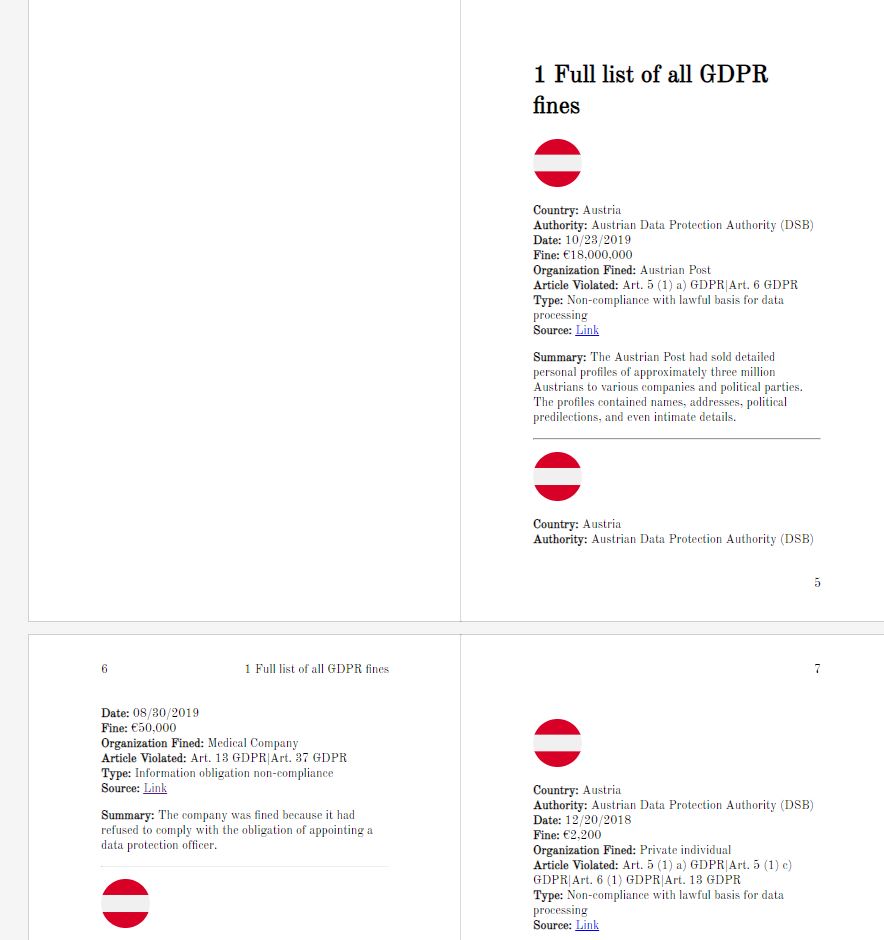 1 Full list of all GDPR
fines
Country: Austria
Authority: Austrian Data Protection Authority (DSB)
Date: 10/23/2019
Fine: €18,000,000
Organization Fined: Austrian Post
Article Violated: Art. 5 (1) a) GDPR|Art. 6 GDPR
Type: Non-compliance with lawful basis for data
processing
Source: Link
Summary: The Austrian Post had sold detailed
personal profiles of approximately three million
Austrians to various companies and political parties.
The profiles contained names, addresses, political
predilections, and even intimate details.
Country: Austria
Authority: Austrian Data Protection Authority (DSB)
5
6 1 Full list of all GDPR fines
Date: 08/30/2019
Fine: €50,000
Organization Fined: Medical Company
Article Violated: Art. 13 GDPR|Art. 37 GDPR
Type: Information obligation non-compliance
Source: Link
Summary: The company was fined because it had
refused to comply with the obligation of appointing a
data protection officer.
7
Country: Austria
Authority: Austrian Data Protection Authority (DSB)
Date: 12/20/2018
Fine: €2,200
Organization Fined: Private individual
Article Violated: Art. 5 (1) a) GDPR|Art. 5 (1) c)
GDPR|Art. 6 (1) GDPR|Art. 13 GDPR
Type: Non-compliance with lawful basis for data
processing
Source: Link